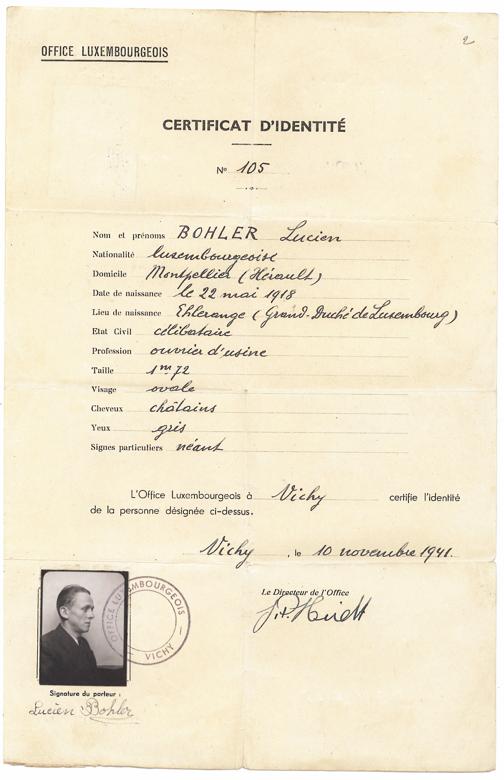 2
OFFICE LUXEMBOURGEOIS
CERTIFICAT D'IDENTITÉ
N° 105
Nom et prénoms BOHLER Lucien
Nationalité luxembourgeoise
Domicile Montpellier (Hérault)
Date de naissance le 22 mai 1918
Lieu de naissance Ehlerange (Grand-Duché de Luxembourg)
Etat Civil célibataire
Profession ouvrier d'usine
Taille 1m72
Visage ovale
Cheveux châtains
Yeux gris
Signes particuliers néant
L'Office Luxembourgeois à Vichy certifie l'identité
de la personne désignée ci-dessus.
Vichy, le 10 novembre 1941.
Le Directeur de l'Office
OFFICE LUXEMBOURGEOIS
— VICHY —
Signature du porteur :
Lucien Bohler